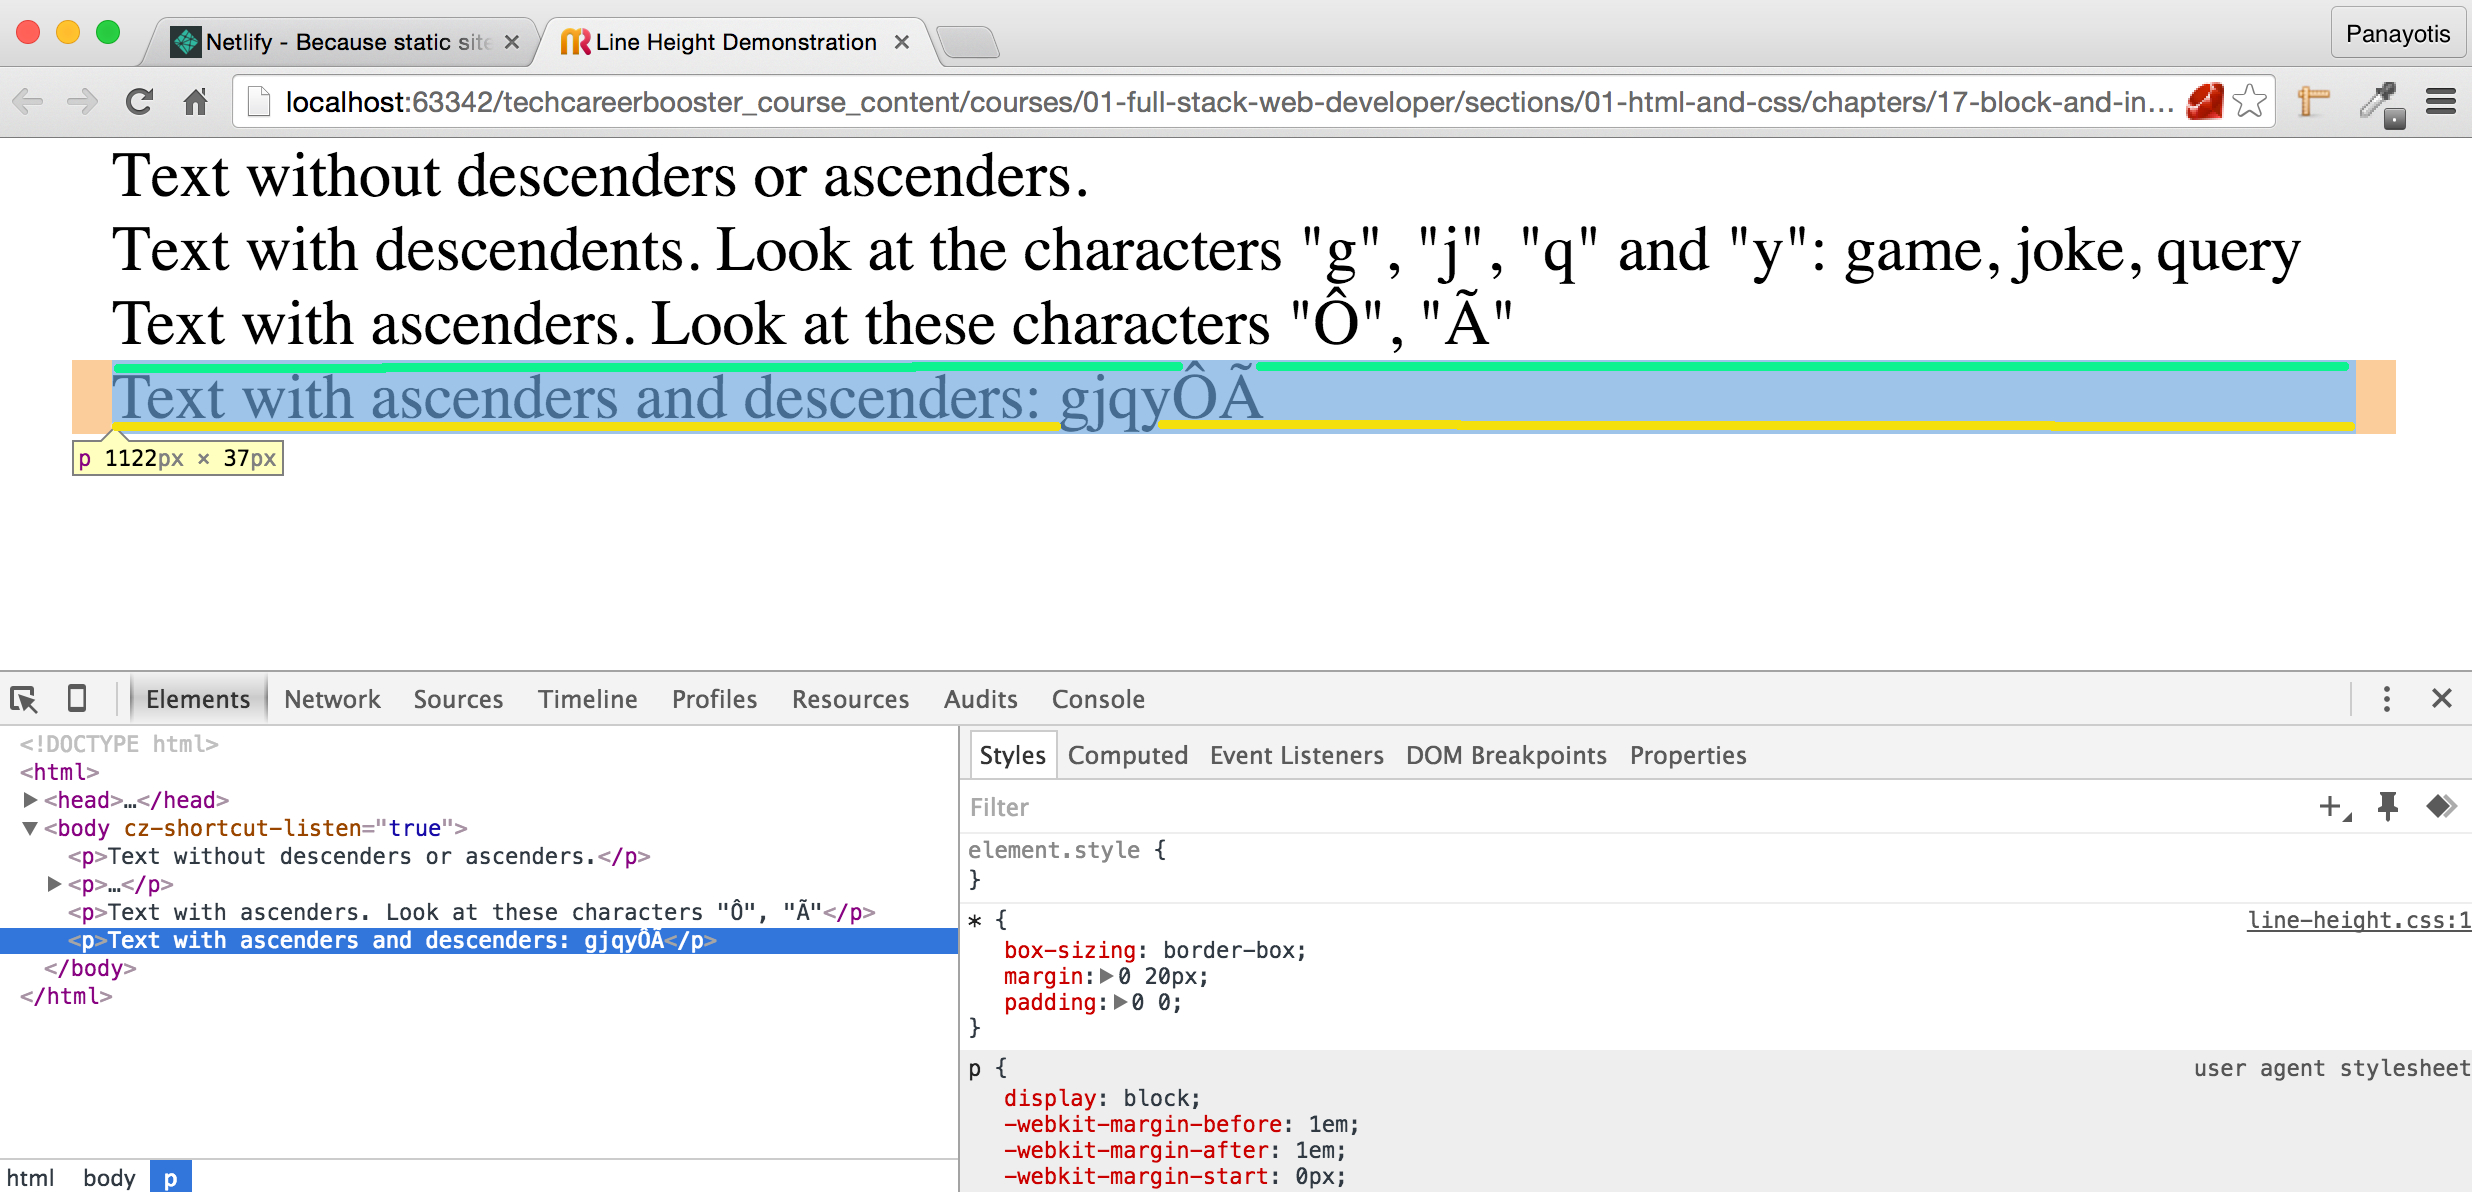 Netlify - Because static site
Line Height Demonstration
Panayotis
localhost:63342/techcareerbooster_course_content/courses/01-full-stack-web-developer/sections/01-html-and-css/chapters/17-block-and-in...
Text without descenders or ascenders.
Text with descendents. Look at the characters "g", "j", "q" and "y": game, joke, query
Text with ascenders. Look at these characters "Ô", "Ã"
Text with ascenders and descenders: gjqyÔÃ
p 1122px × 37px
Elements Network Sources Timeline Profiles Resources Audits Console
<!DOCTYPE html>
<html>
<head>…</head>
<body cz-shortcut-listen="true">
<p>Text without descenders or ascenders.</p>
<p>…</p>
<p>Text with ascenders. Look at these characters "Ô", "Ã"</p>
<p>Text with ascenders and descenders: gjqyÔÃ</p>
</body>
</html>
html body p
Styles Computed Event Listeners DOM Breakpoints Properties
Filter
element.style {
}
* {
line-height.css:1
box-sizing: border-box;
margin: 0 20px;
padding: 0 0;
}
p {
user agent stylesheet
display: block;
-webkit-margin-before: 1em;
-webkit-margin-after: 1em;
-webkit-margin-start: 0px;